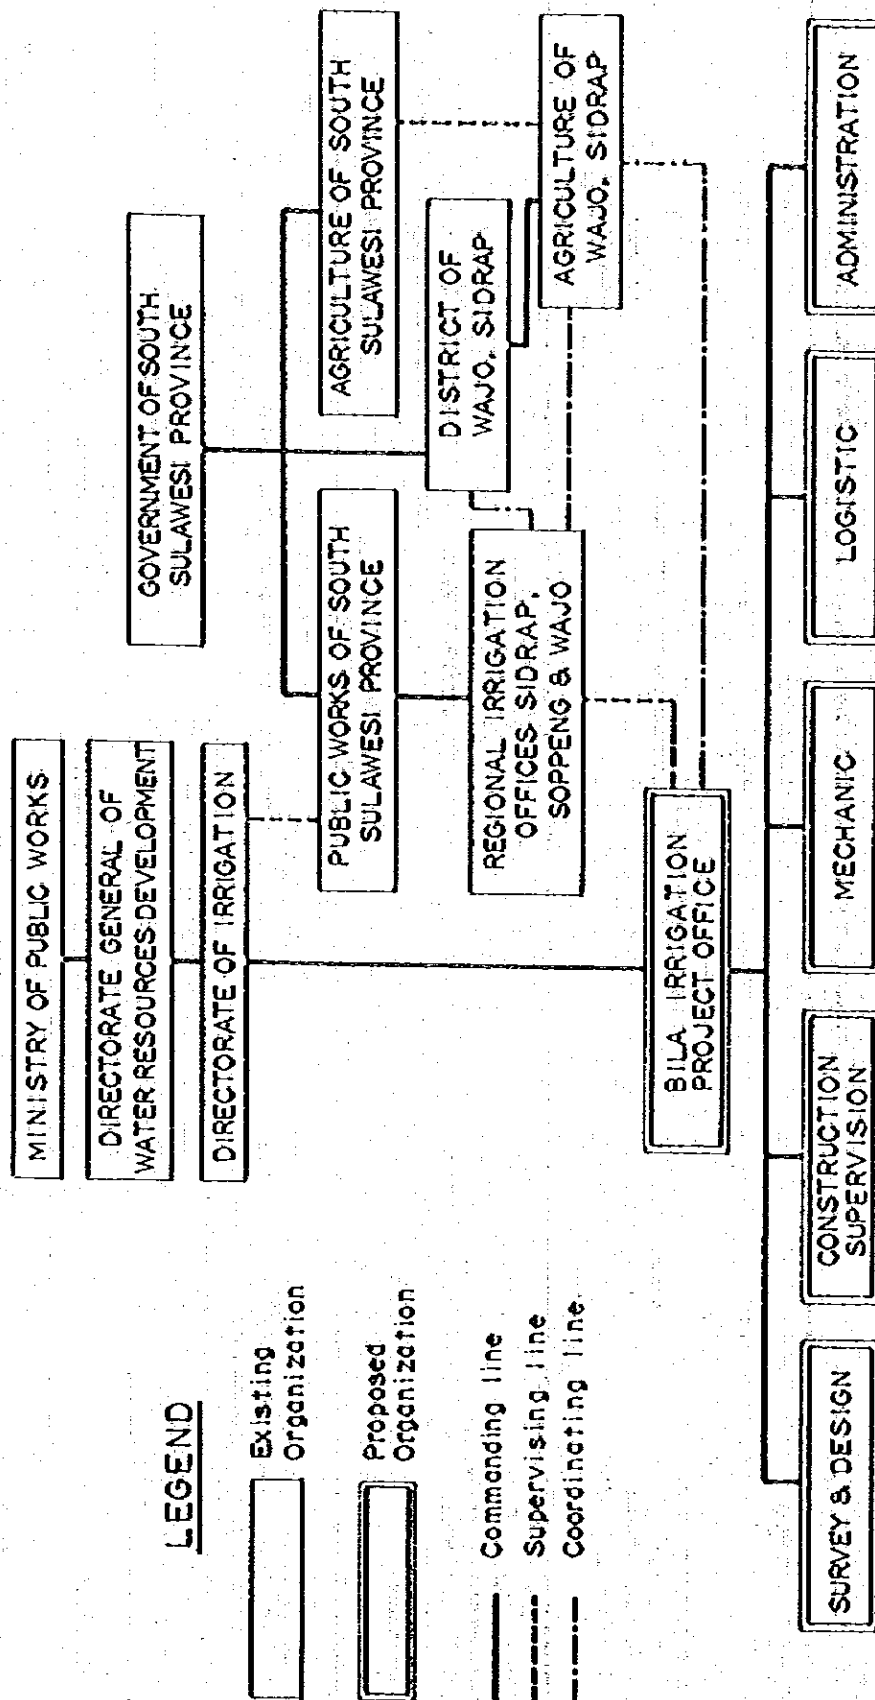 MINISTRY OF PUBLIC WORKS
DIRECTORATE GENERAL OF
WATER RESOURCES DEVELOPMENT
DIRECTORATE OF IRRIGATION
GOVERNMENT OF SOUTH
SULAWESI PROVINCE
PUBLIC WORKS OF SOUTH
SULAWESI PROVINCE
AGRICULTURE OF SOUTH
SULAWESI PROVINCE
DISTRICT OF
WAJO. SIDRAP
REGIONAL IRRIGATION
OFFICES SIDRAP,
SOPPENG & WAJO
AGRICULTURE OF
WAJO. SIDRAP
BILA IRRIGATION
PROJECT OFFICE
SURVEY & DESIGN
CONSTRUCTION
SUPERVISION
MECHANIC
LOGISTIC
ADMINISTRATION
LEGEND
Existing
Organization
Proposed
Organization
Commanding line
Supervising line
Coordinating line